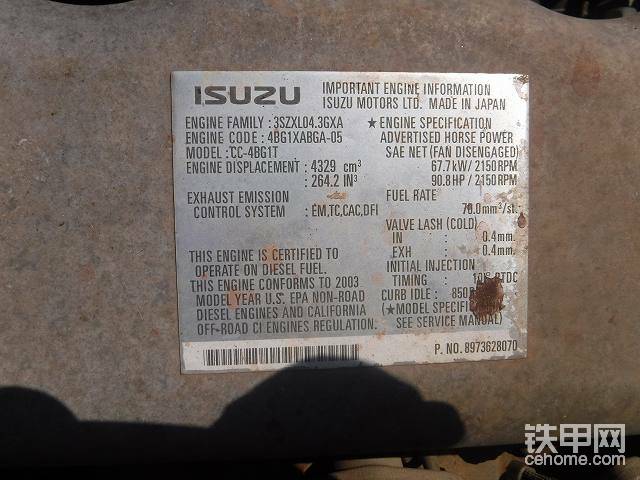 ISUZU
IMPORTANT ENGINE INFORMATION
ISUZU MOTORS LTD. MADE IN JAPAN
ENGINE FAMILY : 3SZXL04.3GXA
ENGINE CODE : 4BG1XABGA-05
MODEL : CC-4BG1T
ENGINE DISPLACEMENT : 4329 cm³
: 264.2 IN³
EXHAUST EMISSION
CONTROL SYSTEM : EM,TC,CAC,DFI
THIS ENGINE IS CERTIFIED TO
OPERATE ON DIESEL FUEL.
THIS ENGINE CONFORMS TO 2003
MODEL YEAR U.S. EPA NON-ROAD
DIESEL ENGINES AND CALIFORNIA
OFF-ROAD CI ENGINES REGULATION.
★ ENGINE SPECIFICATION
ADVERTISED HORSE POWER
SAE NET (FAN DISENGAGED)
67.7kW / 2150RPM
90.8HP / 2150RPM
FUEL RATE
70.0mm³/st.
VALVE LASH (COLD)
IN : 0.4mm
EXH : 0.4mm
INITIAL INJECTION
TIMING : BTDC
CURB IDLE :
(★MODEL
SEE SERVICE MANUAL)
P. NO. 8973628070
铁甲网
cehome.com